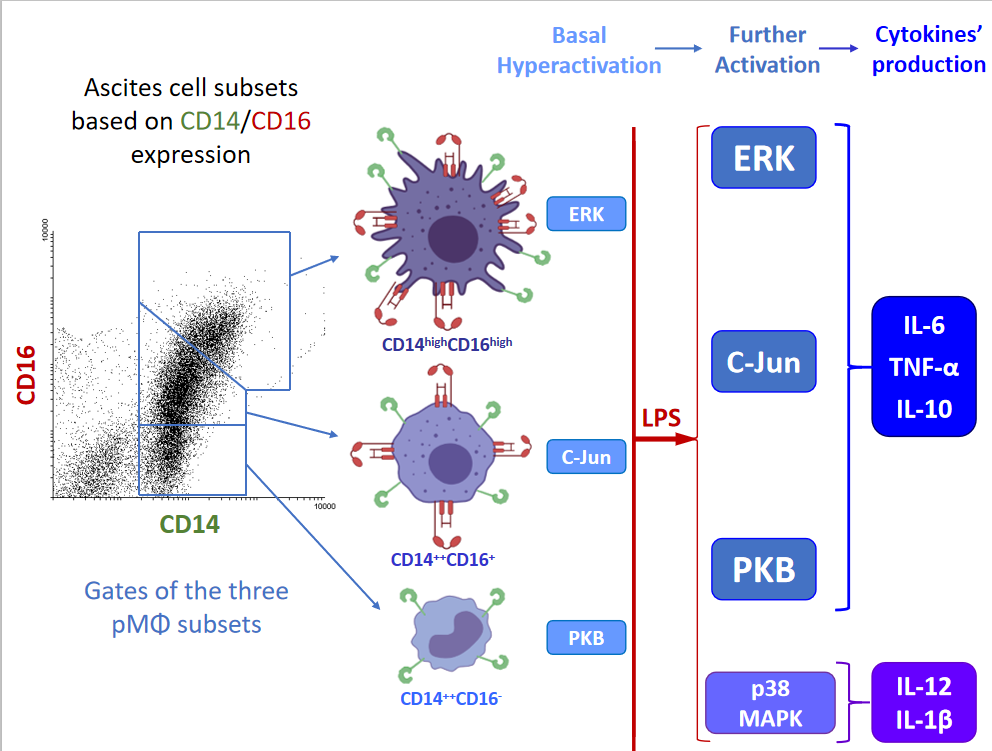 Basal
Hyperactivation
Further
Activation
Cytokines’
production
Ascites cell subsets
based on CD14/CD16
expression
10000
CD16
CD14
10000
Gates of the three
pMΦ subsets
CD14highCD16high
CD14++CD16+
CD14++CD16-
ERK
C-Jun
PKB
LPS
ERK
C-Jun
PKB
p38
MAPK
IL-6
TNF-α
IL-10
IL-12
IL-1β